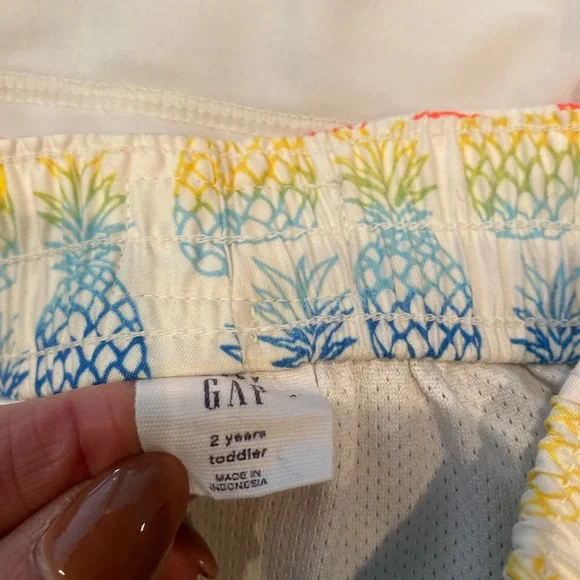 GAP
2 years
toddler
MADE IN
INDONESIA